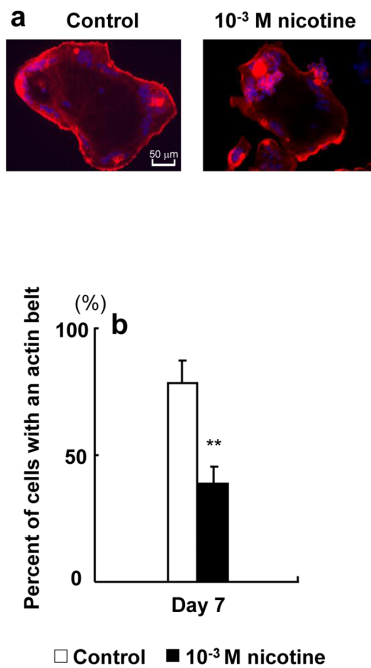 a
Control
10⁻³ M nicotine
50 μm
(%)
b
100
50
0
Percent of cells with an actin belt
**
Day 7
Control
10⁻³ M nicotine